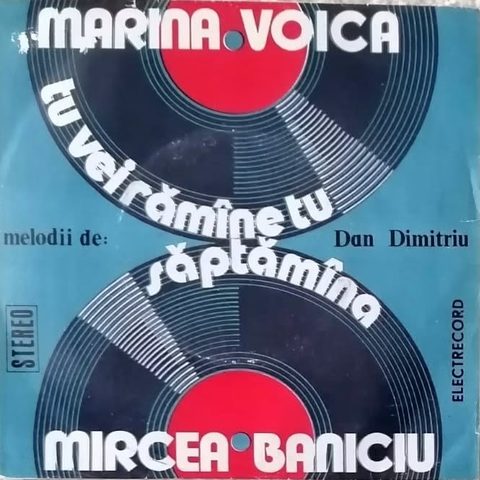 MARINA VOICA
tu vei rămîne tu
melodii de:
Dan Dimitriu
săptămîna
STEREO
ELECTRECORD
MIRCEA BANICIU